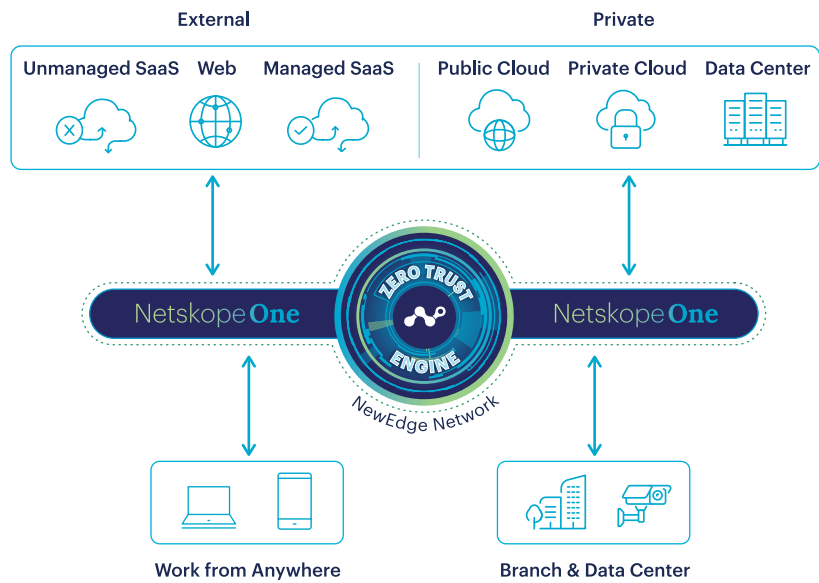 External
Private
Unmanaged SaaS
Web
Managed SaaS
Public Cloud
Private Cloud
Data Center
ZERO TRUST
ENGINE
Netskope One
Netskope One
NewEdge Network
Work from Anywhere
Branch & Data Center